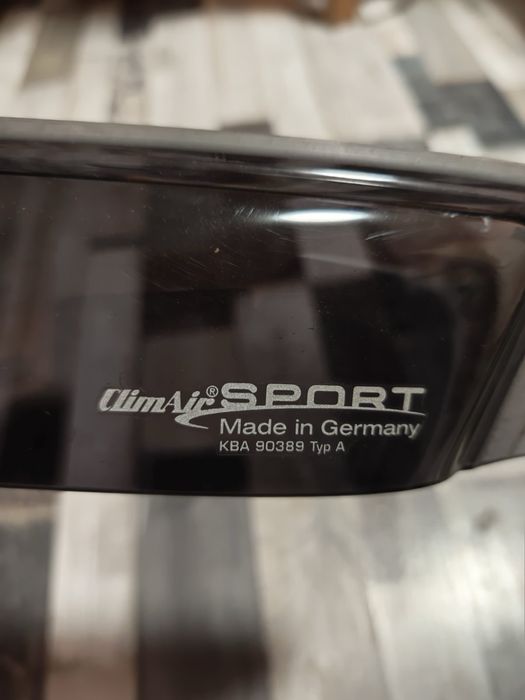 ClimAir® SPORT
Made in Germany
KBA 90389 Typ A